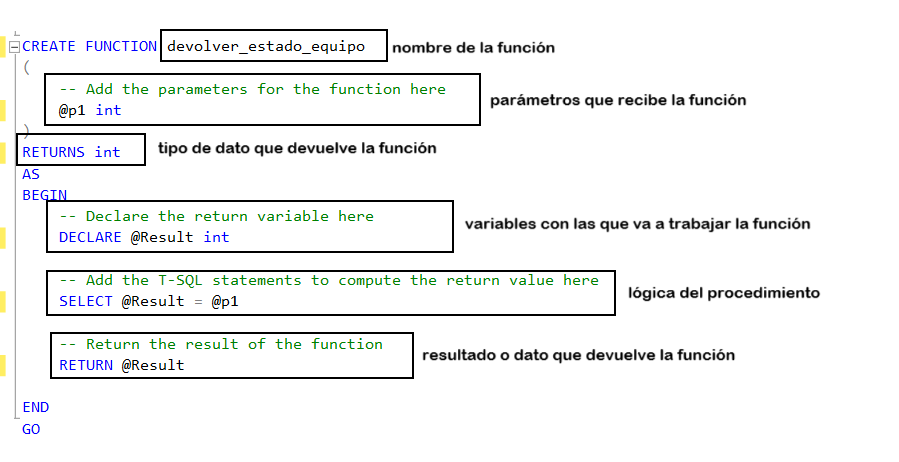 CREATE FUNCTION devolver_estado_equipo nombre de la función
(
-- Add the parameters for the function here
@p1 int
parámetros que recibe la función
)
RETURNS int tipo de dato que devuelve la función
AS
BEGIN
-- Declare the return variable here
DECLARE @Result int
variables con las que va a trabajar la función
-- Add the T-SQL statements to compute the return value here
SELECT @Result = @p1
lógica del procedimiento
-- Return the result of the function
RETURN @Result
resultado o dato que devuelve la función
END
GO